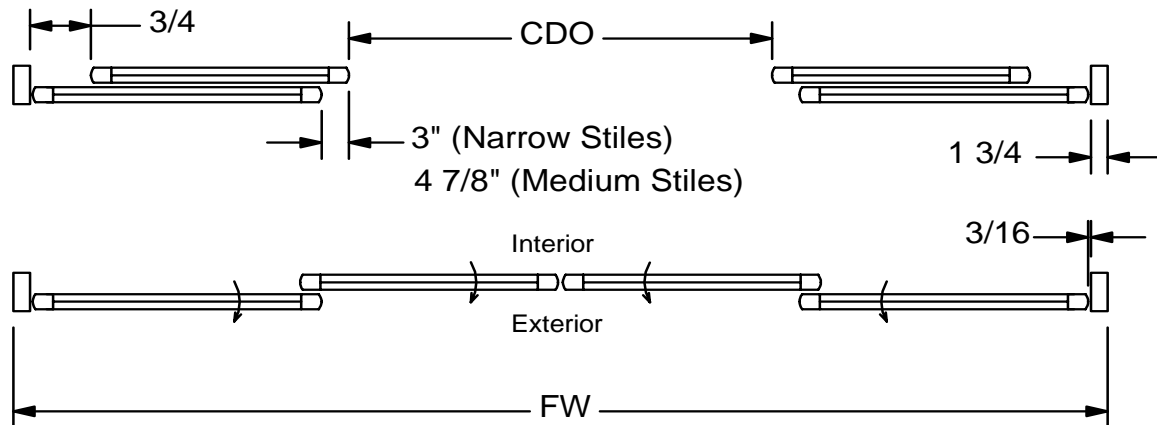 3/4
CDO
3" (Narrow Stiles)
4 7/8" (Medium Stiles)
1 3/4
3/16
Interior
Exterior
FW